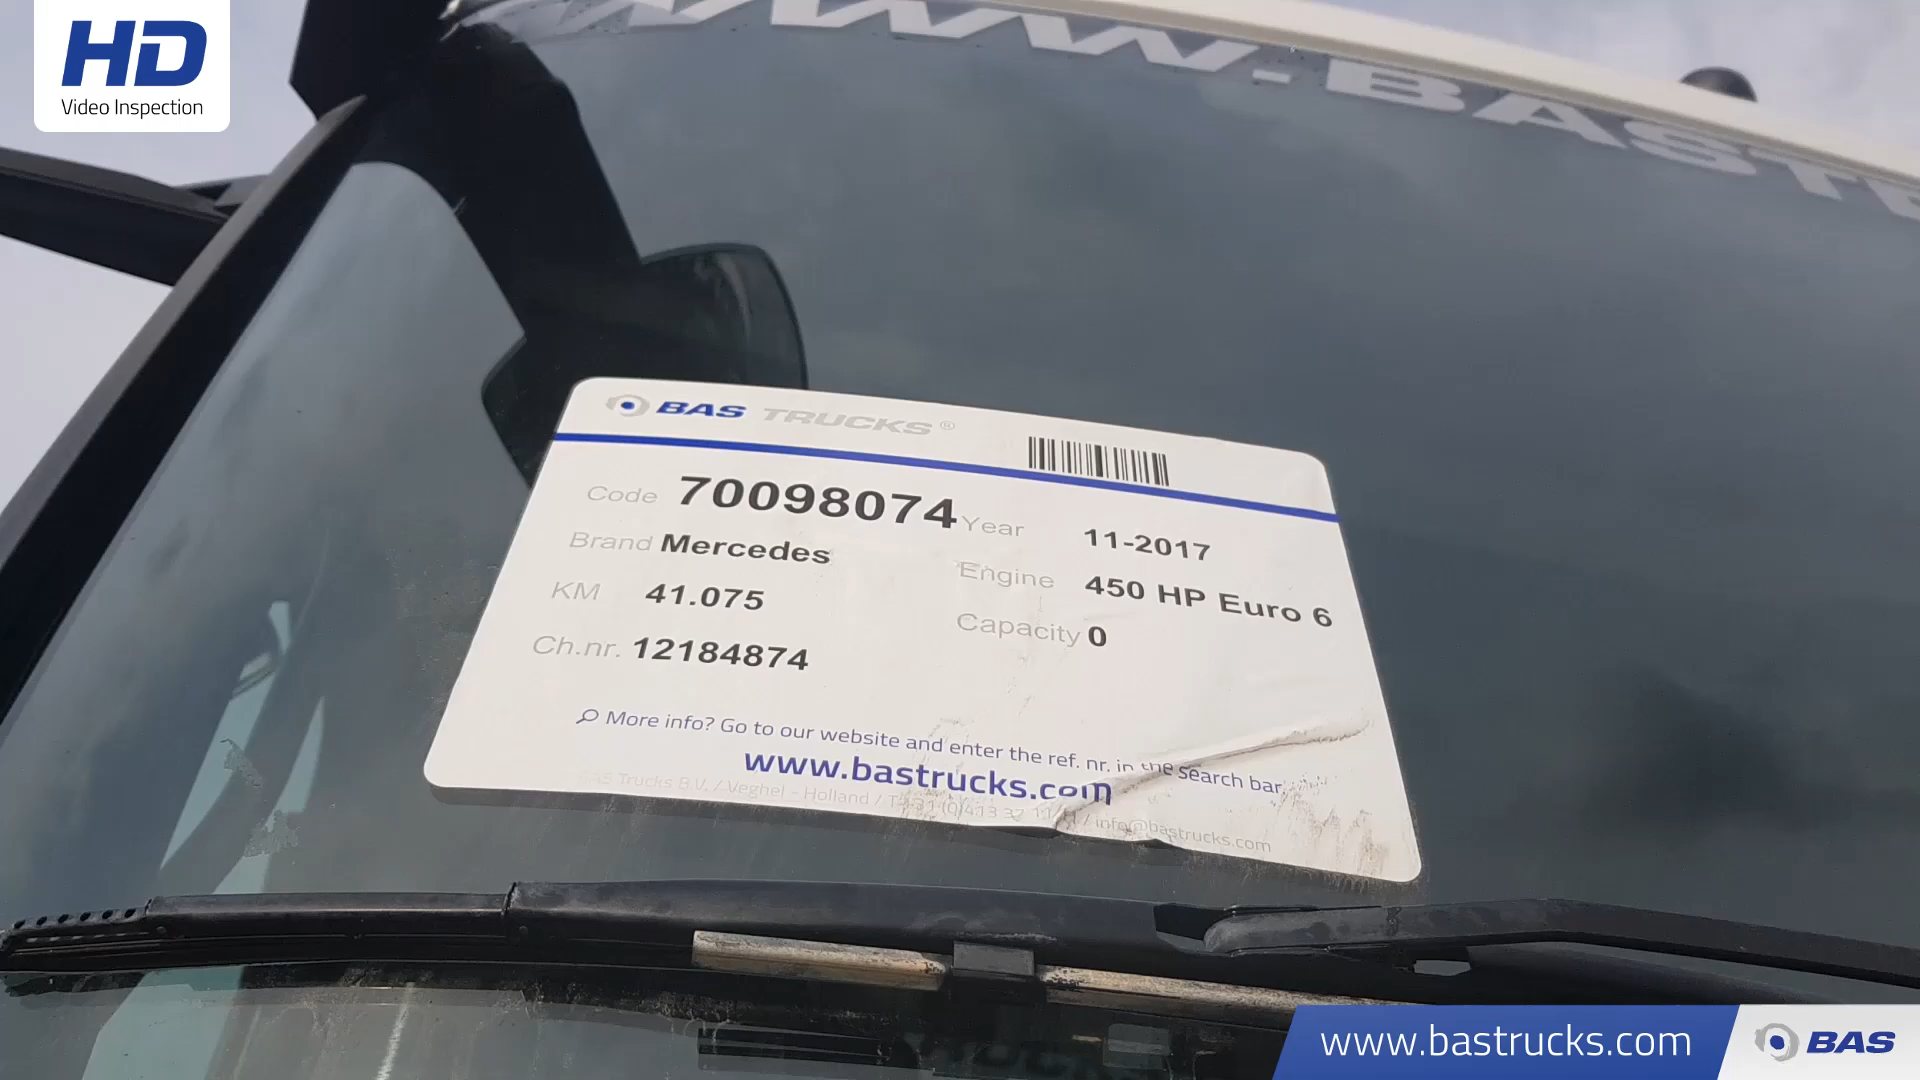 HD
Video Inspection
WWW.BAST
BAS TRUCKS®
Code 70098074
Year 11-2017
Brand Mercedes
Engine 450 HP Euro 6
KM 41.075
Capacity 0
Ch.nr. 12184874
More info? Go to our website and enter the ref. nr. in the search bar.
www.bastrucks.com
Trucks B.V. / Veghel - Holland / info@bastrucks.com
www.bastrucks.com
BAS